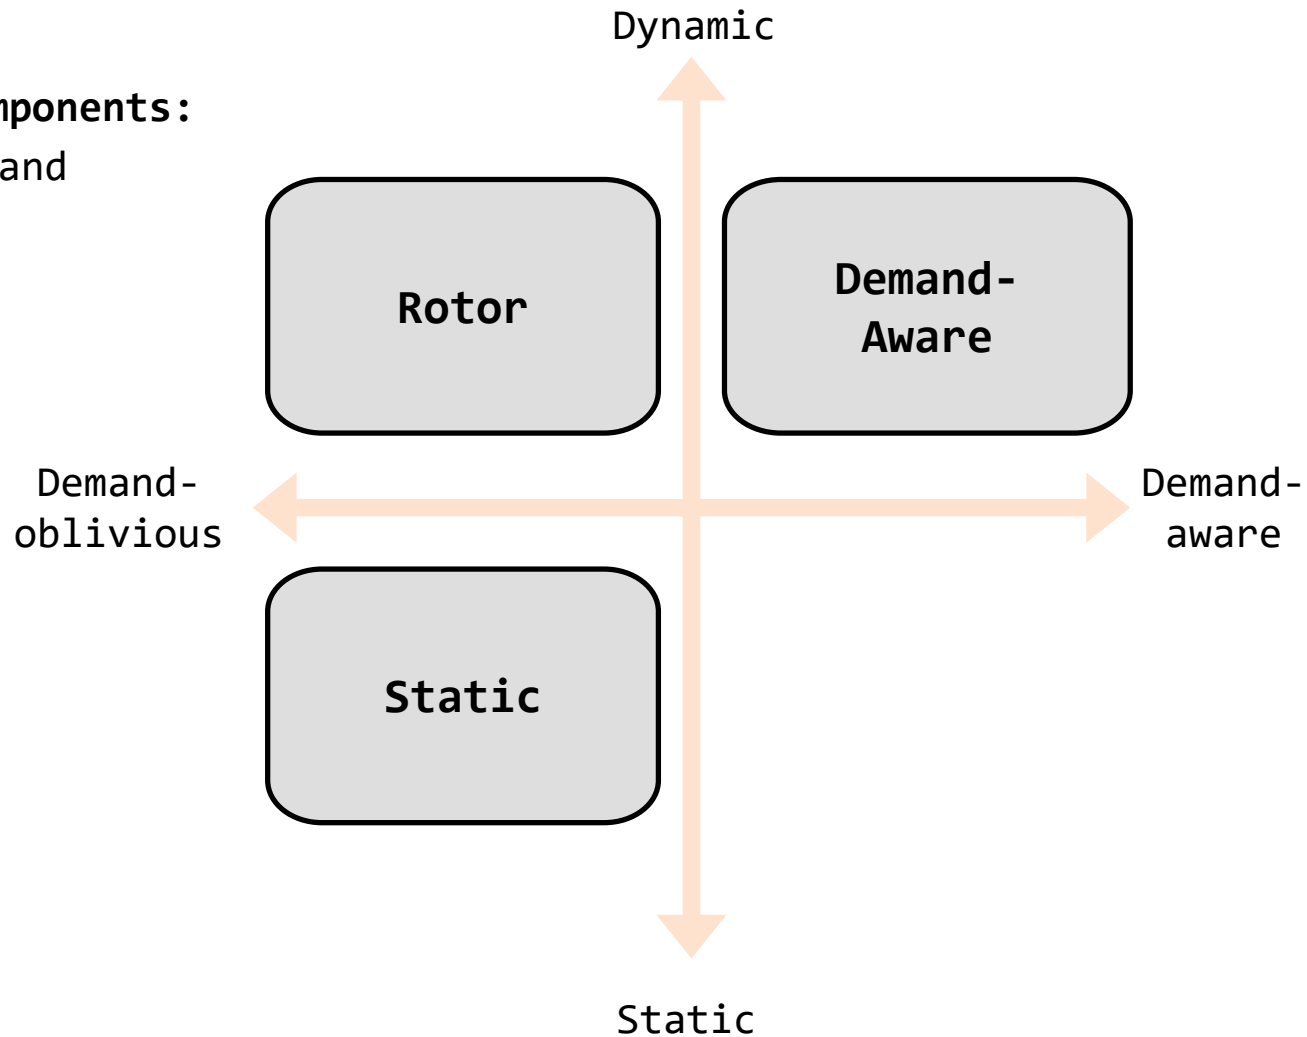 Dynamic
mponents:
and
Rotor
Demand-
Aware
Demand-
oblivious
Demand-
aware
Static
Static